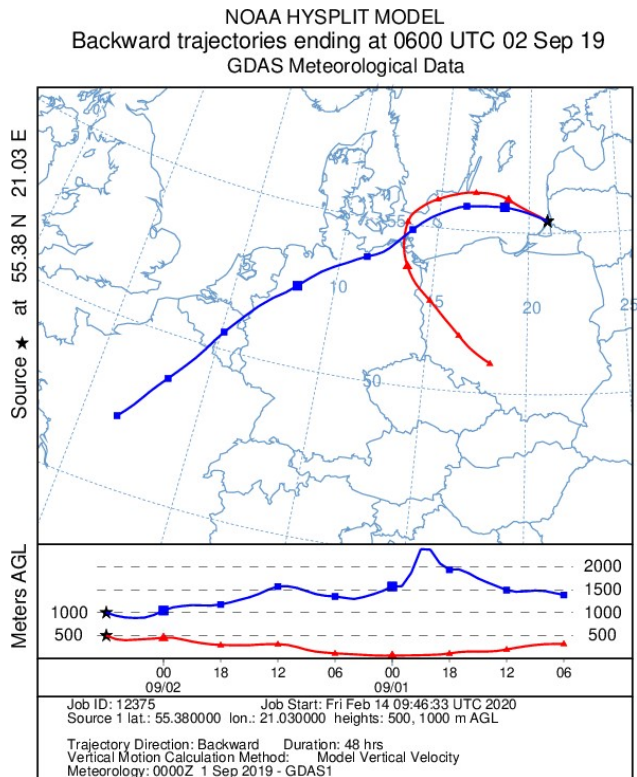 NOAA HYSPLIT MODEL
Backward trajectories ending at 0600 UTC 02 Sep 19
GDAS Meteorological Data
Source ★ at 55.38 N 21.03 E
10
15
20
25
55
50
Meters AGL
2000
1500
1000
1000
500
500
00
18
12
06
00
18
12
06
09/02
09/01
Job ID: 12375 Job Start: Fri Feb 14 09:46:33 UTC 2020
Source 1 lat.: 55.380000 lon.: 21.030000 heights: 500, 1000 m AGL
Trajectory Direction: Backward Duration: 48 hrs
Vertical Motion Calculation Method: Model Vertical Velocity
Meteorology: 0000Z 1 Sep 2019 - GDAS1